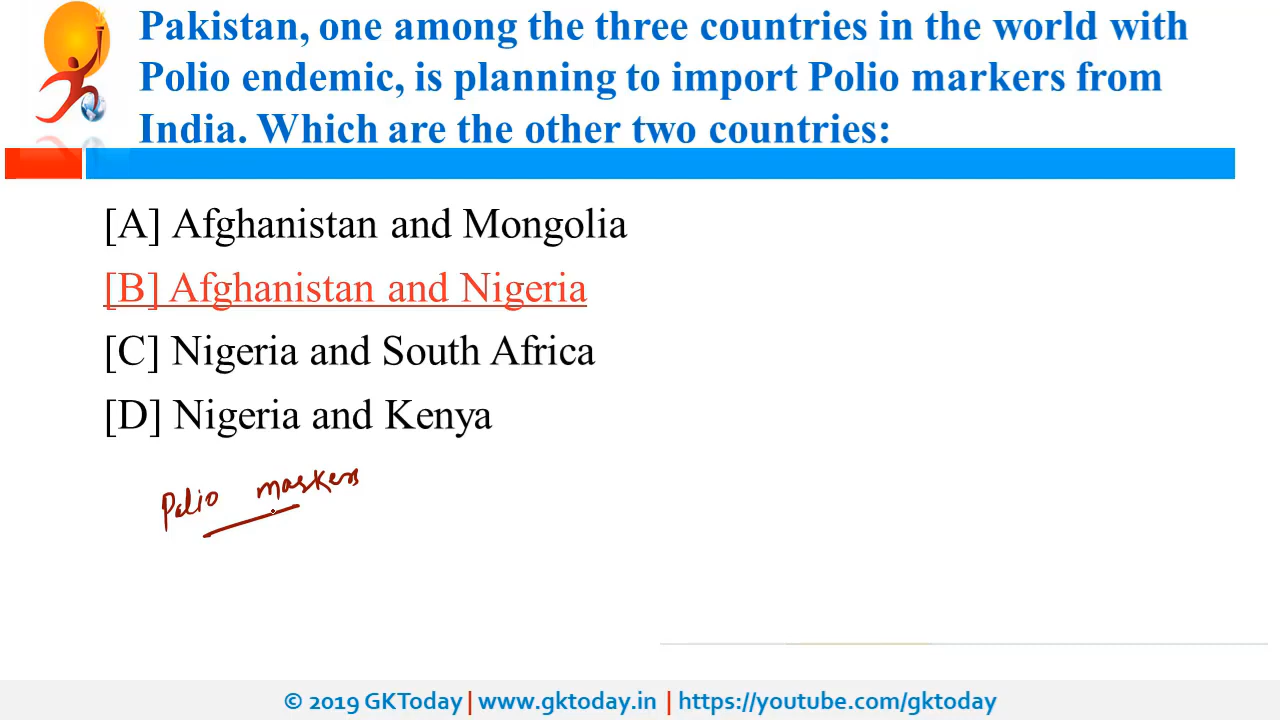 Pakistan, one among the three countries in the world with
Polio endemic, is planning to import Polio markers from
India. Which are the other two countries:
[A] Afghanistan and Mongolia
[B] Afghanistan and Nigeria
[C] Nigeria and South Africa
[D] Nigeria and Kenya
Polio markers
© 2019 GKToday | www.gktoday.in | https://youtube.com/gktoday